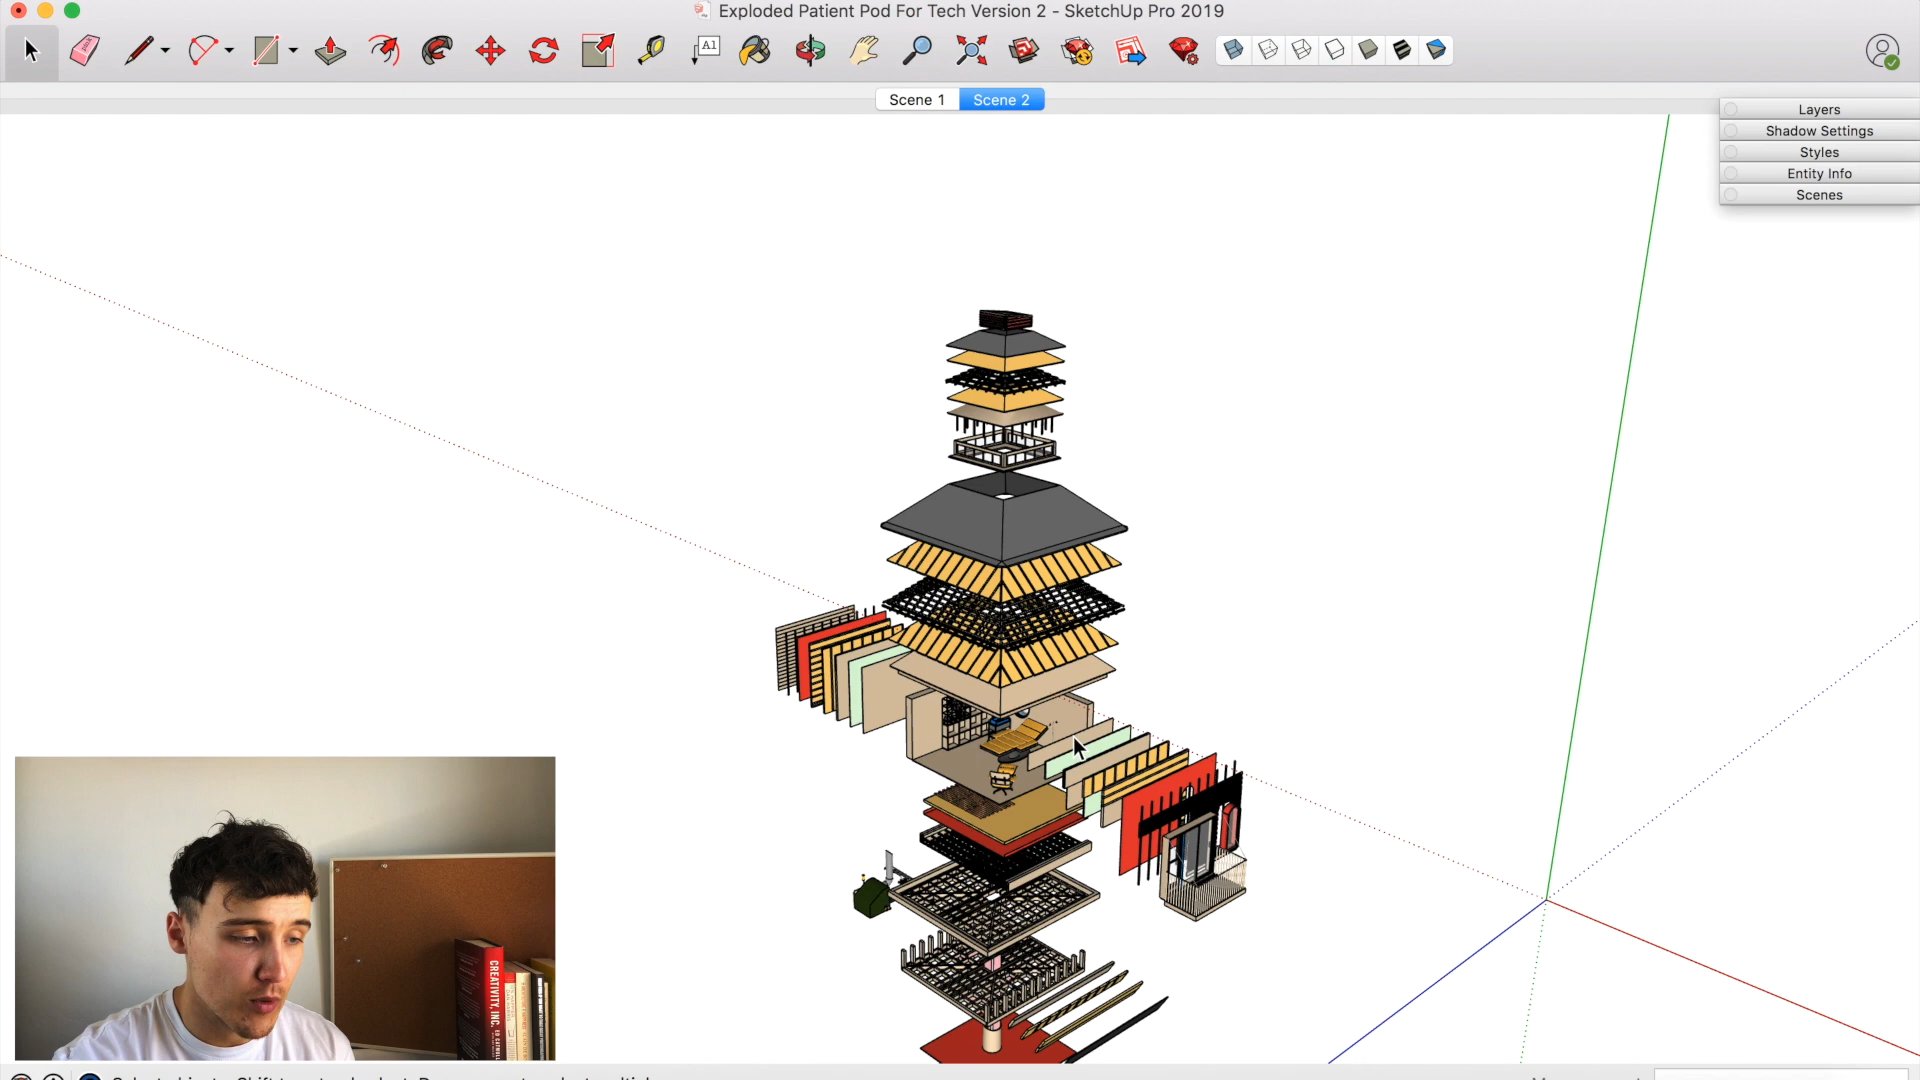 Exploded Patient Pod For Tech Version 2 - SketchUp Pro 2019
A1
Scene 1
Scene 2
Layers
Shadow Settings
Styles
Entity Info
Scenes
CREATIVITY, INC.